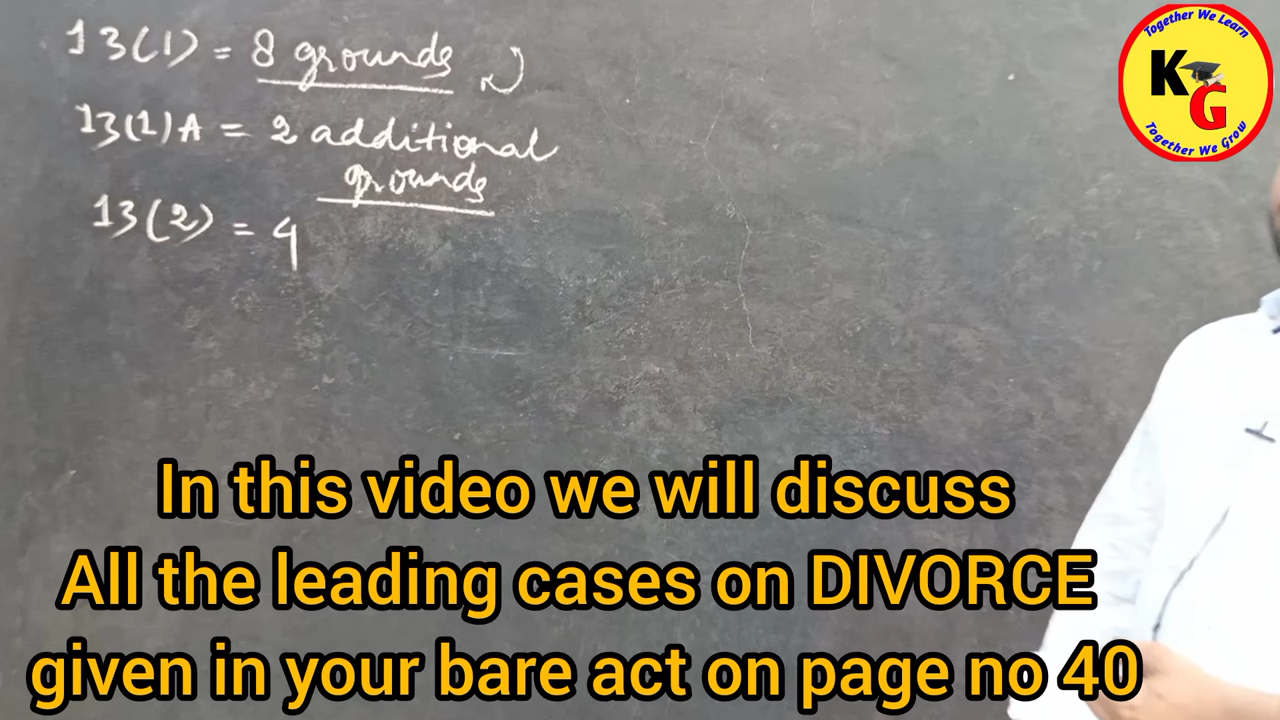 13(1) = 8 grounds
13(1)A = 2 additional
grounds
13(2) = 4
Together We Learn
KG
Together We Grow
In this video we will discuss
All the leading cases on DIVORCE
given in your bare act on page no 40